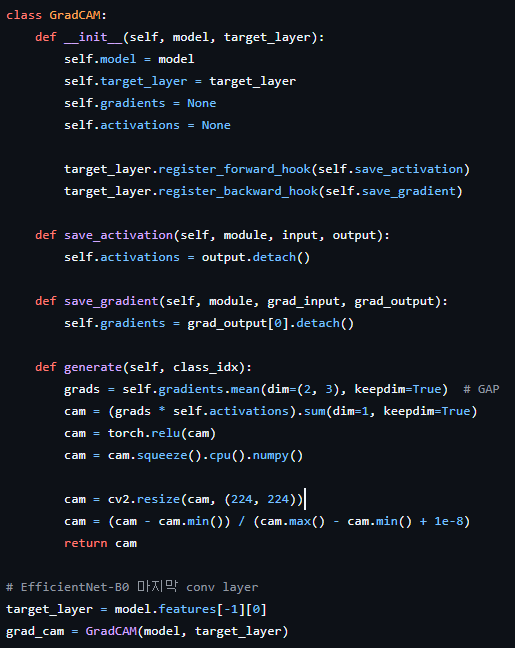 class GradCAM:
    def __init__(self, model, target_layer):
        self.model = model
        self.target_layer = target_layer
        self.gradients = None
        self.activations = None

        target_layer.register_forward_hook(self.save_activation)
        target_layer.register_backward_hook(self.save_gradient)

    def save_activation(self, module, input, output):
        self.activations = output.detach()

    def save_gradient(self, module, grad_input, grad_output):
        self.gradients = grad_output[0].detach()

    def generate(self, class_idx):
        grads = self.gradients.mean(dim=(2, 3), keepdim=True)  # GAP
        cam = (grads * self.activations).sum(dim=1, keepdim=True)
        cam = torch.relu(cam)
        cam = cam.squeeze().cpu().numpy()

        cam = cv2.resize(cam, (224, 224))
        cam = (cam - cam.min()) / (cam.max() - cam.min() + 1e-8)
        return cam

# EfficientNet-B0 마지막 conv layer
target_layer = model.features[-1][0]
grad_cam = GradCAM(model, target_layer)